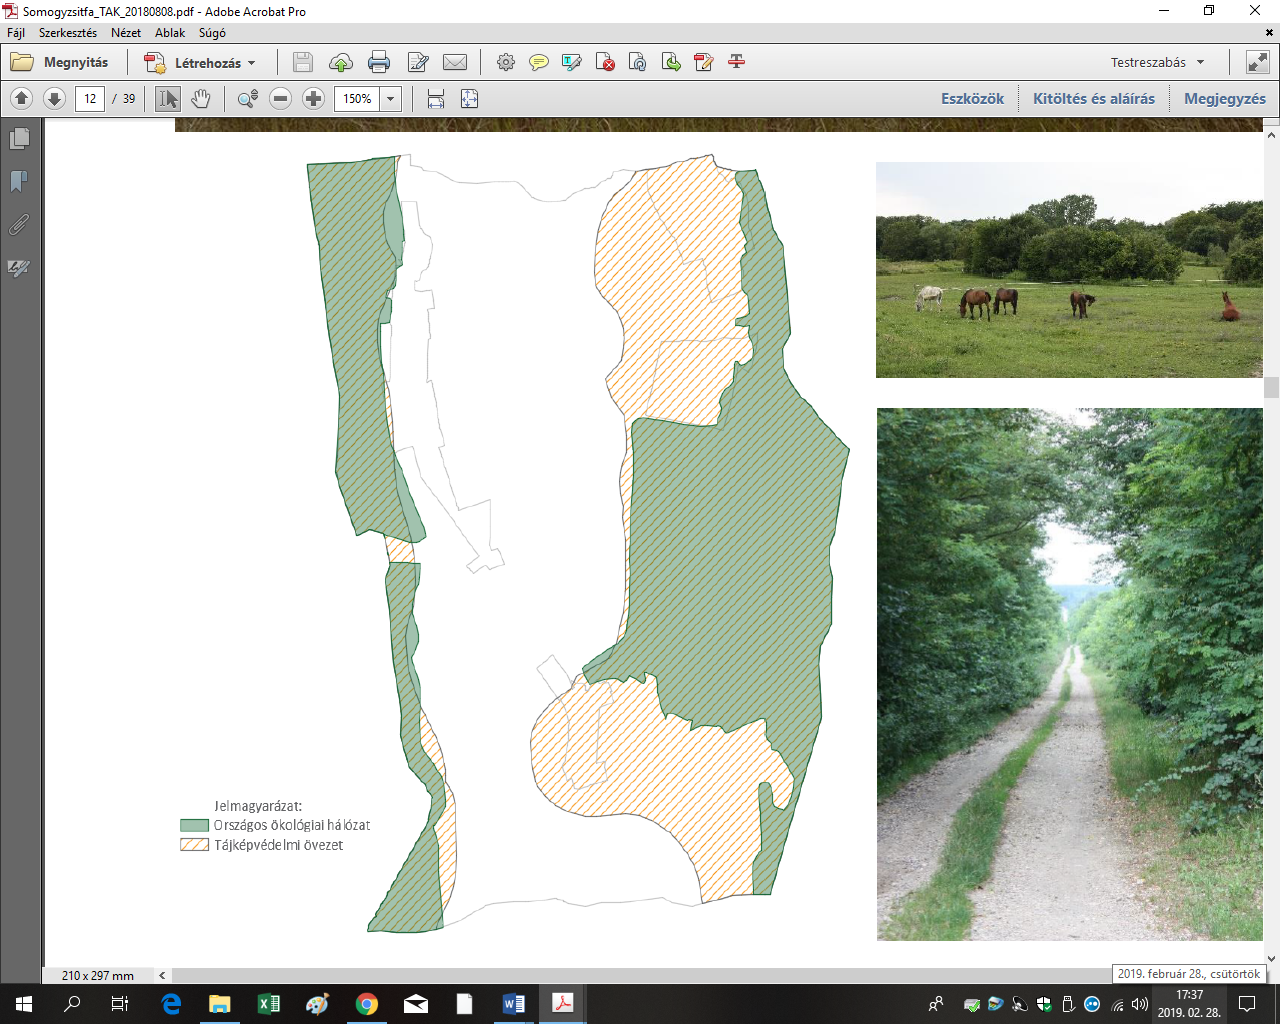 Somogyzsitfa_TAK_20180808.pdf - Adobe Acrobat Pro
Fájl Szerkesztés Nézet Ablak Súgó
Megnyitás Létrehozás Testreszabás
12 / 39 150% Eszközök Kitöltés és aláírás Megjegyzés
Jelmagyarázat:
Országos ökológiai hálózat
Tájképvédelmi övezet
210 x 297 mm
2019. február 28., csütörtök
17:37
2019. 02. 28.